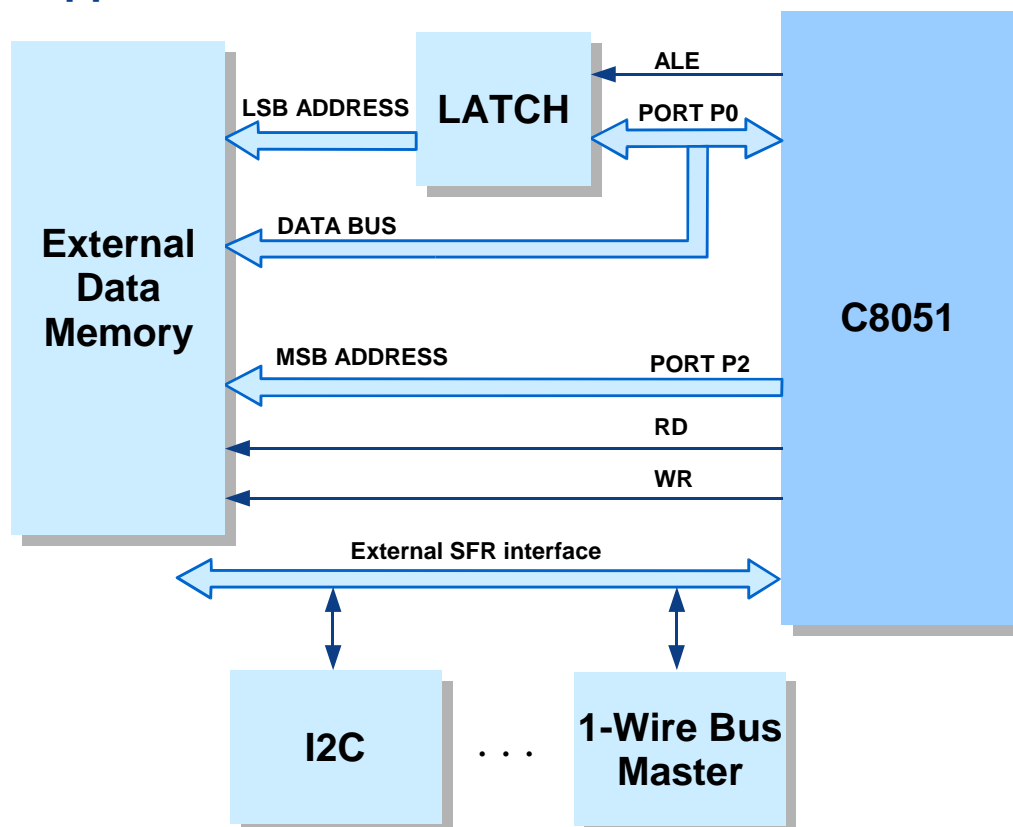 ALE
LSB ADDRESS
LATCH
PORT P0
DATA BUS
External
Data
Memory
C8051
MSB ADDRESS
PORT P2
RD
WR
External SFR interface
I2C
. . .
1-Wire Bus
Master